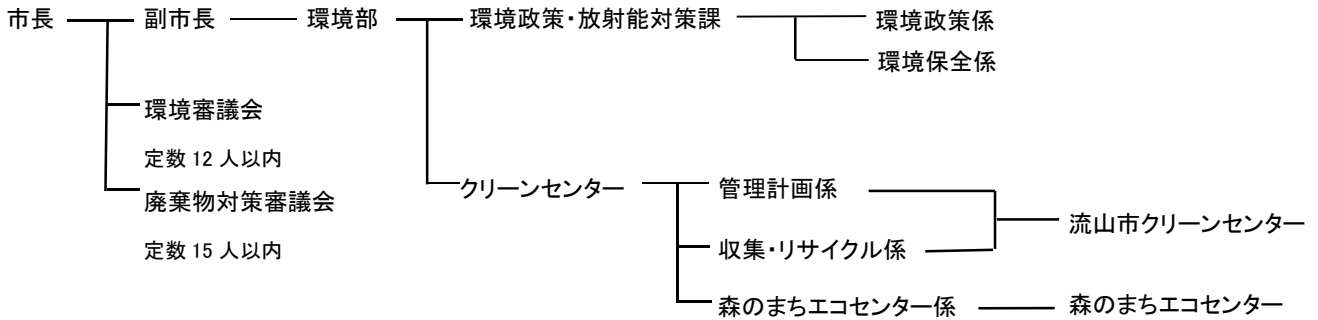 市長
副市長
環境部
環境政策・放射能対策課
環境政策係
環境保全係
環境審議会
定数 12 人以内
廃棄物対策審議会
定数 15 人以内
クリーンセンター
管理計画係
収集・リサイクル係
流山市クリーンセンター
森のまちエコセンター係
森のまちエコセンター